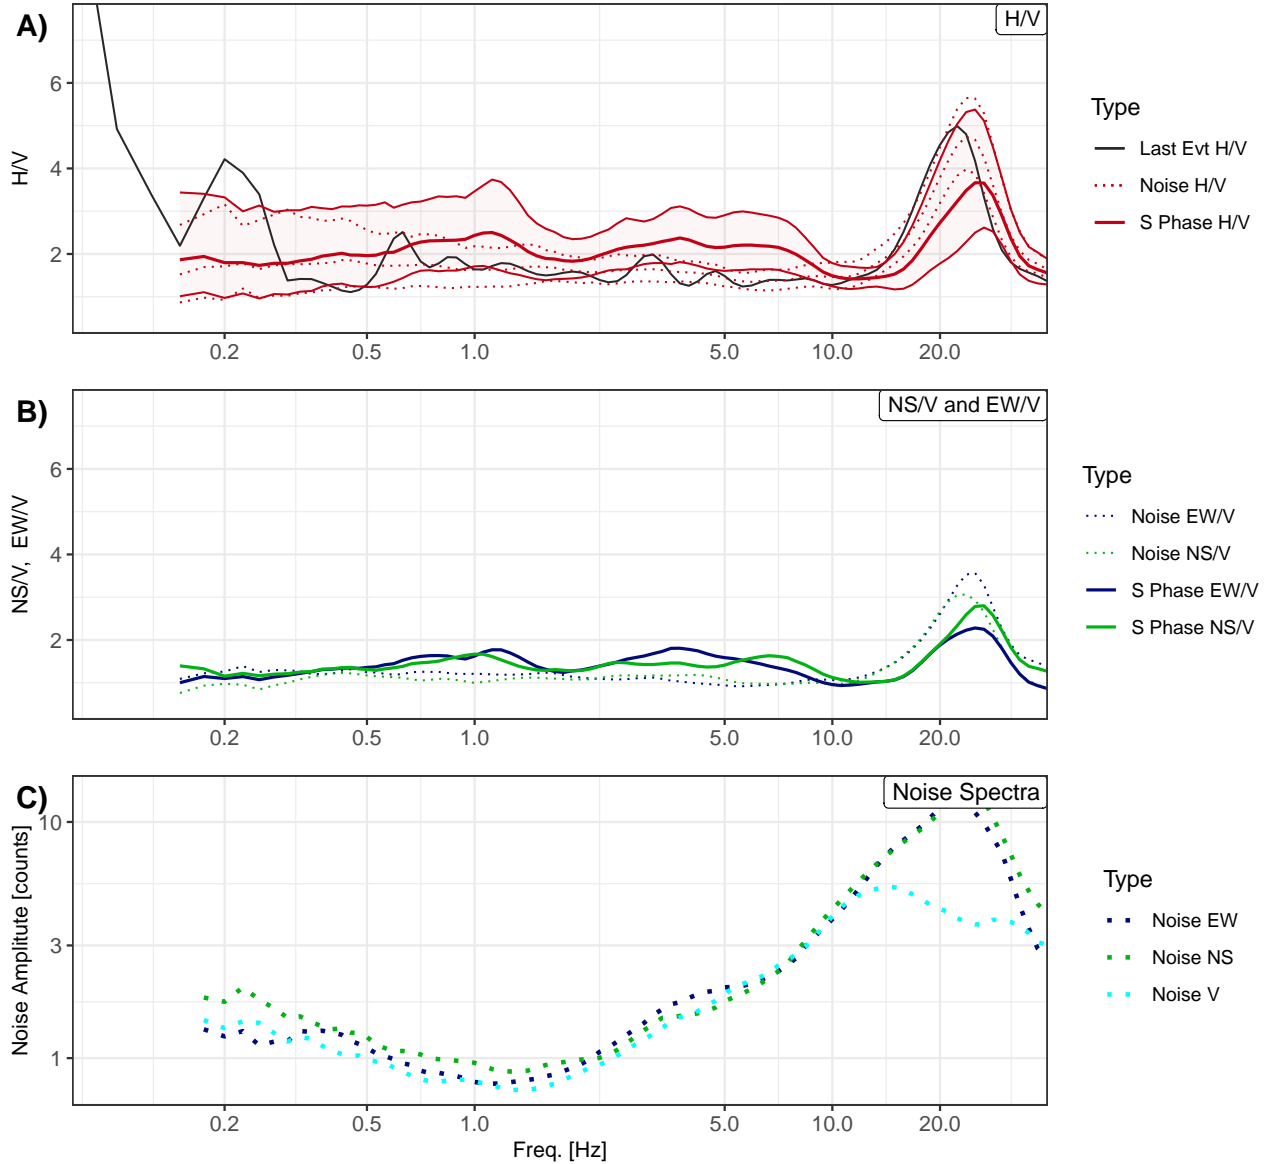 A)
H/V
H/V
6
4
2
0.2 0.5 1.0 5.0 10.0 20.0
Type
Last Evt H/V
Noise H/V
S Phase H/V
B)
NS/V and EW/V
NS/V, EW/V
6
4
2
0.2 0.5 1.0 5.0 10.0 20.0
Type
Noise EW/V
Noise NS/V
S Phase EW/V
S Phase NS/V
C)
Noise Spectra
Noise Amplitute [counts]
10
3
1
0.2 0.5 1.0 5.0 10.0 20.0
Freq. [Hz]
Type
Noise EW
Noise NS
Noise V